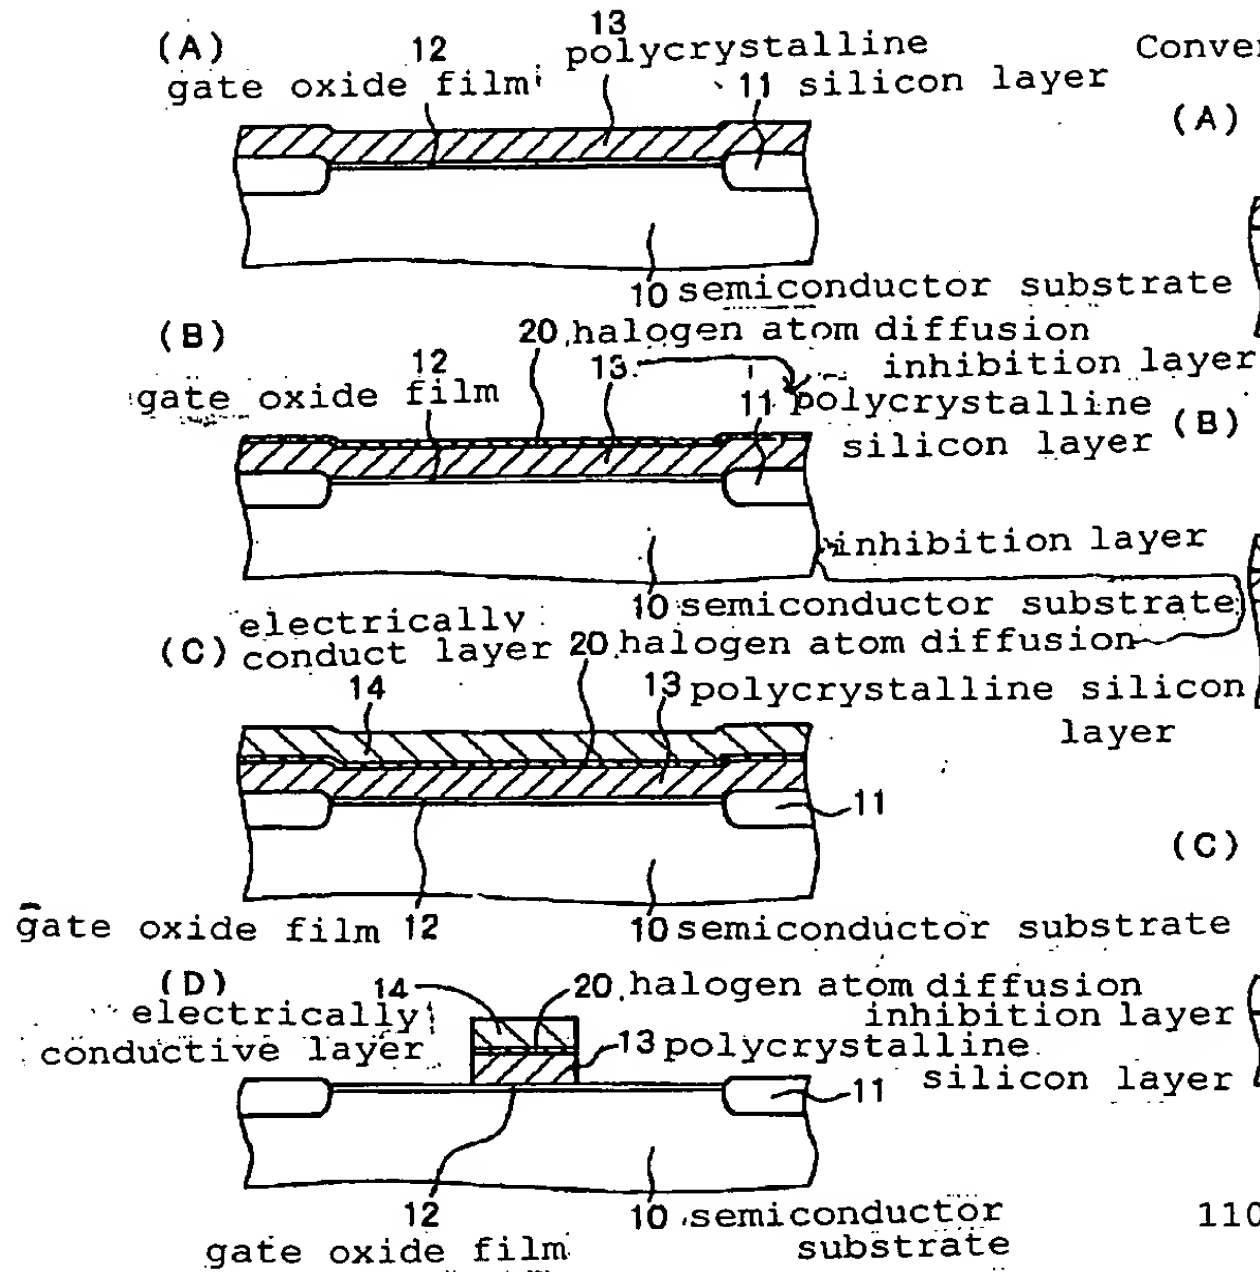 (A)
12
gate oxide film
13
polycrystalline
11 silicon layer
10 semiconductor substrate
(B)
20 halogen atom diffusion
inhibition layer
12
gate oxide film
13
11 polycrystalline
silicon layer
inhibition layer
10 semiconductor substrate
(C)
electrically
conduct layer
20 halogen atom diffusion
14
13 polycrystalline silicon
layer
11
gate oxide film 12
10 semiconductor substrate
(D)
electrically
conductive layer
14
20 halogen atom diffusion
inhibition layer
13 polycrystalline
silicon layer
11
12
gate oxide film
10 semiconductor
substrate
(A)
(B)
(C)
110